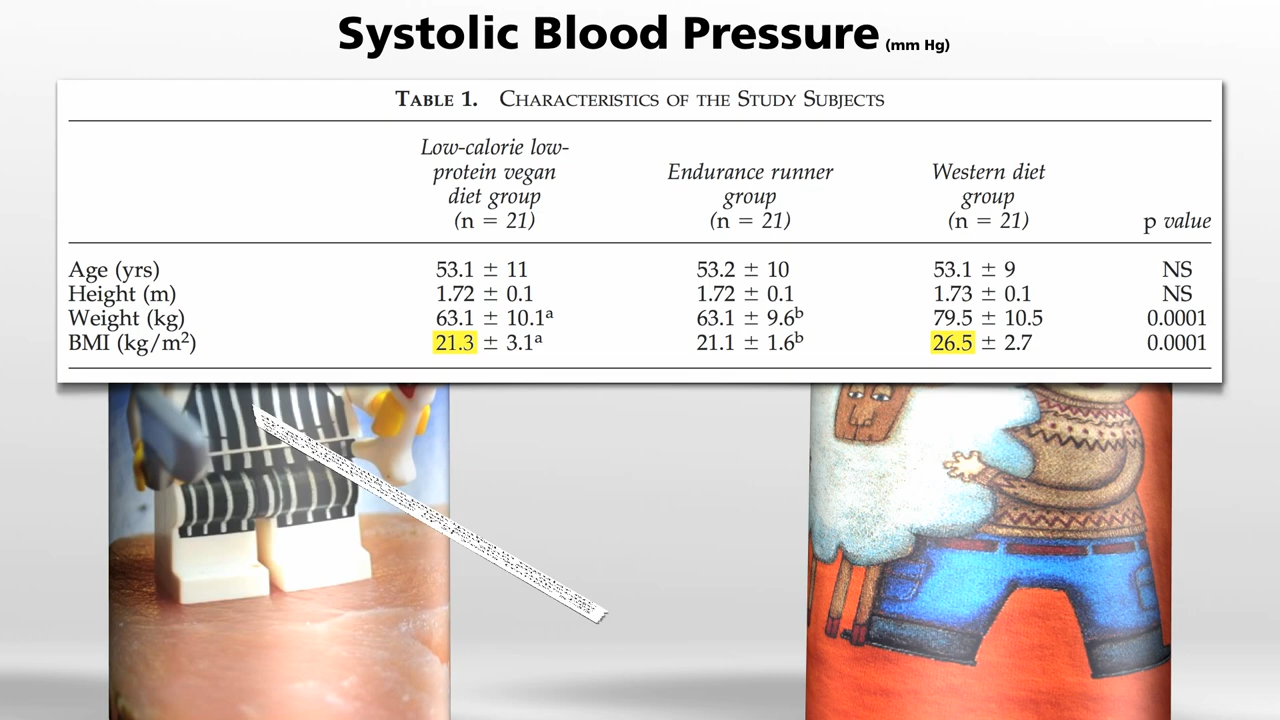 Systolic Blood Pressure (mm Hg)
TABLE 1. CHARACTERISTICS OF THE STUDY SUBJECTS
Low-calorie low-
protein vegan
diet group
(n = 21)
Endurance runner
group
(n = 21)
Western diet
group
(n = 21)
p value
Age (yrs) 53.1 ± 11 53.2 ± 10 53.1 ± 9 NS
Height (m) 1.72 ± 0.1 1.72 ± 0.1 1.73 ± 0.1 NS
Weight (kg) 63.1 ± 10.1ᵃ 63.1 ± 9.6ᵇ 79.5 ± 10.5 0.0001
BMI (kg/m²) 21.3 ± 3.1ᵃ 21.1 ± 1.6ᵇ 26.5 ± 2.7 0.0001